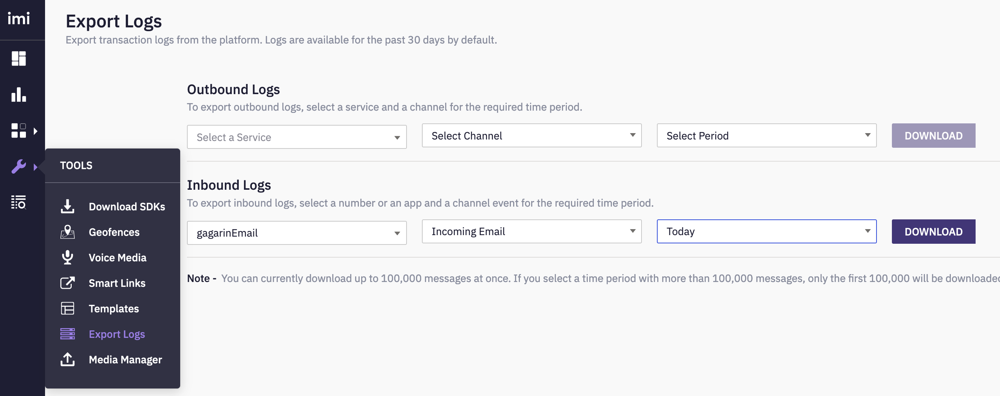 imi
Export Logs
Export transaction logs from the platform. Logs are available for the past 30 days by default.
Outbound Logs
To export outbound logs, select a service and a channel for the required time period.
Select a Service
Select Channel
Select Period
DOWNLOAD
TOOLS
Download SDKs
Geofences
Voice Media
Smart Links
Templates
Export Logs
Media Manager
Inbound Logs
To export inbound logs, select a number or an app and a channel event for the required time period.
gagarinEmail
Incoming Email
Today
DOWNLOAD
Note - You can currently download up to 100,000 messages at once. If you select a time period with more than 100,000 messages, only the first 100,000 will be downloaded